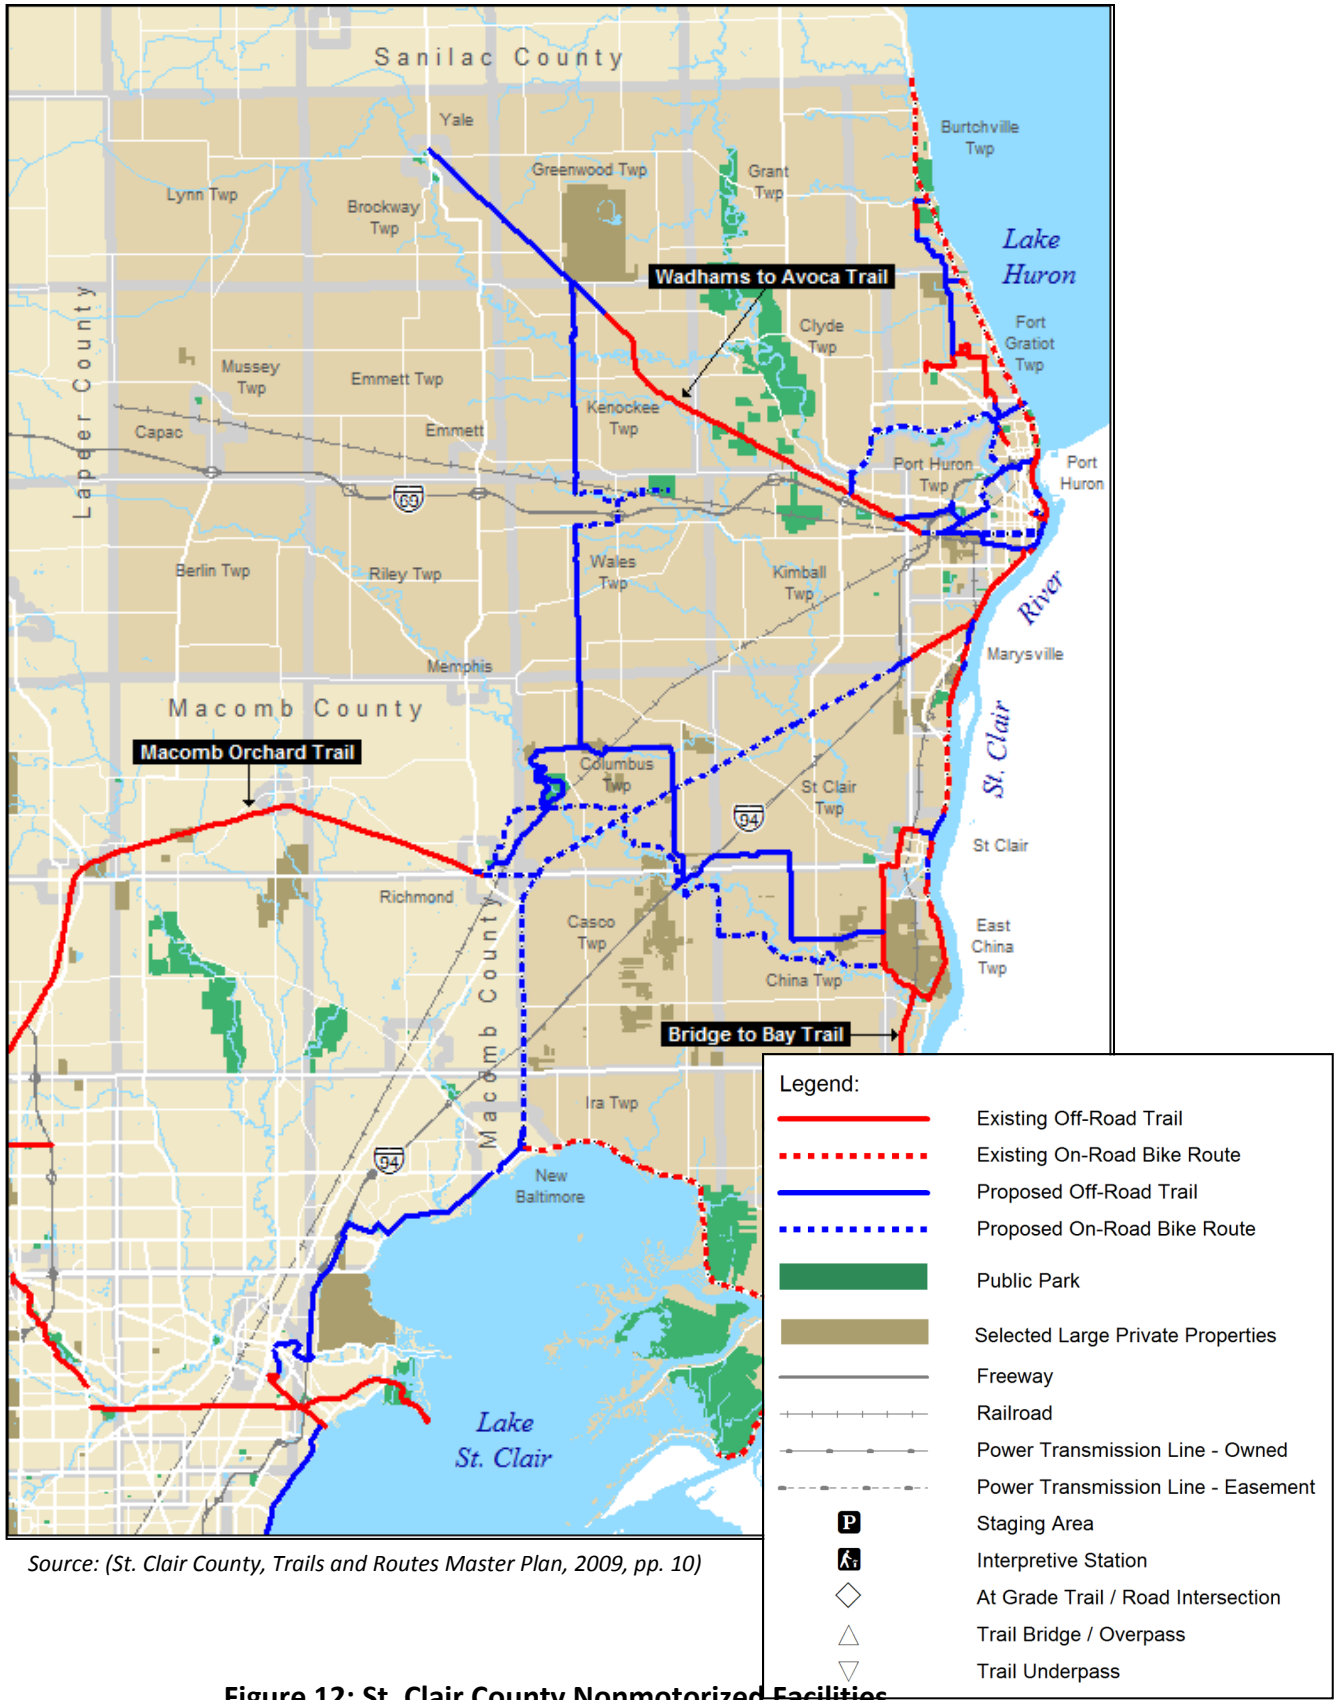 Sanilac County
Yale
Burtchville
Twp
Greenwood Twp
Grant
Twp
Lynn Twp
Brockway
Twp
Lake
Huron
Wadhams to Avoca Trail
Lapeer County
Fort
Gratiot
Twp
Clyde
Twp
Mussey
Twp
Emmett Twp
Kenockee
Twp
Capac
Emmett
Port Huron
Twp
Port
Huron
69
Berlin Twp
Riley Twp
Wales
Twp
Kimball
Twp
River
Memphis
Marysville
Macomb County
St. Clair
Macomb Orchard Trail
Columbus
Twp
St Clair
Twp
94
St Clair
Richmond
Casco
Twp
East
China
Twp
China Twp
Macomb County
Bridge to Bay Trail
Ira Twp
94
New
Baltimore
Lake
St. Clair
Legend:
Existing Off-Road Trail
Existing On-Road Bike Route
Proposed Off-Road Trail
Proposed On-Road Bike Route
Public Park
Selected Large Private Properties
Freeway
Railroad
Power Transmission Line - Owned
Power Transmission Line - Easement
P Staging Area
Interpretive Station
At Grade Trail / Road Intersection
Trail Bridge / Overpass
Trail Underpass
Source: (St. Clair County, Trails and Routes Master Plan, 2009, pp. 10)
Figure 12: St. Clair County Nonmotorized Facilities